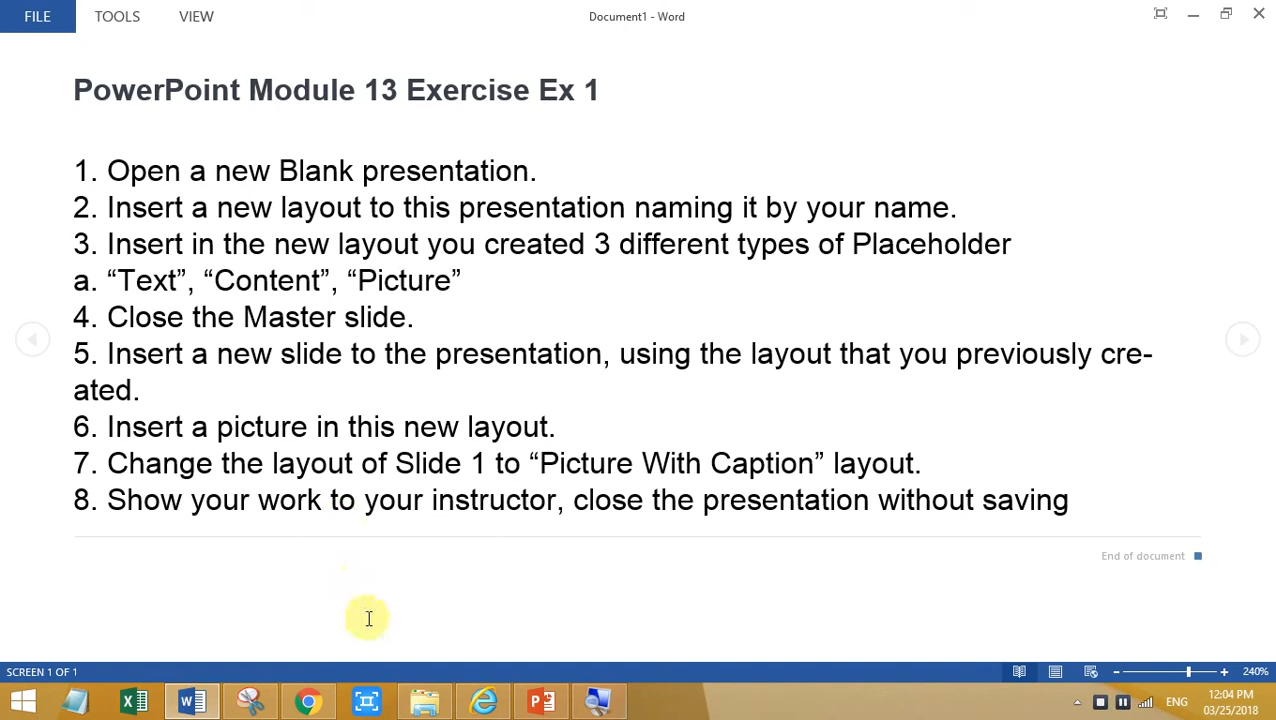 FILE TOOLS VIEW Document1 - Word
PowerPoint Module 13 Exercise Ex 1
1. Open a new Blank presentation.
2. Insert a new layout to this presentation naming it by your name.
3. Insert in the new layout you created 3 different types of Placeholder
a. “Text”, “Content”, “Picture”
4. Close the Master slide.
5. Insert a new slide to the presentation, using the layout that you previously cre-
ated.
6. Insert a picture in this new layout.
7. Change the layout of Slide 1 to “Picture With Caption” layout.
8. Show your work to your instructor, close the presentation without saving
End of document
SCREEN 1 OF 1 240%
ENG 12:04 PM
03/25/2018